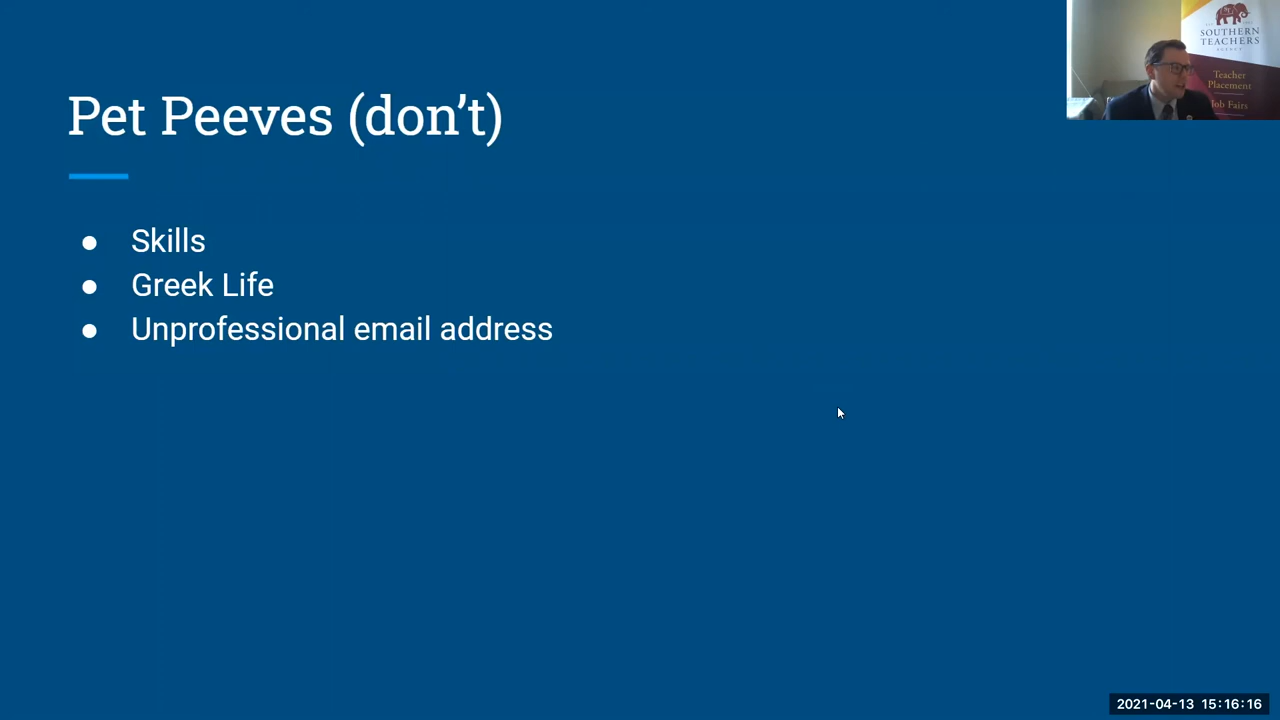 Pet Peeves (don’t)
Skills
Greek Life
Unprofessional email address
SOUTHERN
TEACHERS
AGENCY
Teacher
Placement
Job Fairs
2021-04-13 15:16:16